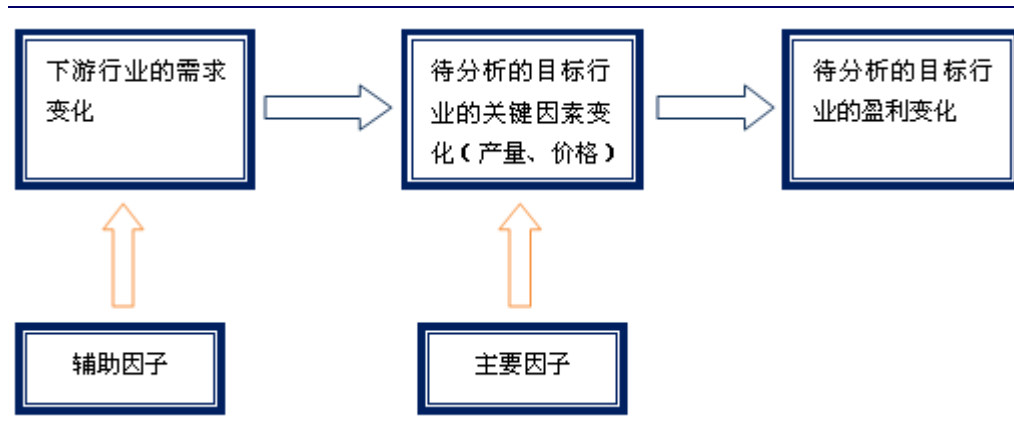 下游行业的需求
变化
待分析的目标行
业的关键因素变
化（产量、价格）
待分析的目标行
业的盈利变化
辅助因子
主要因子